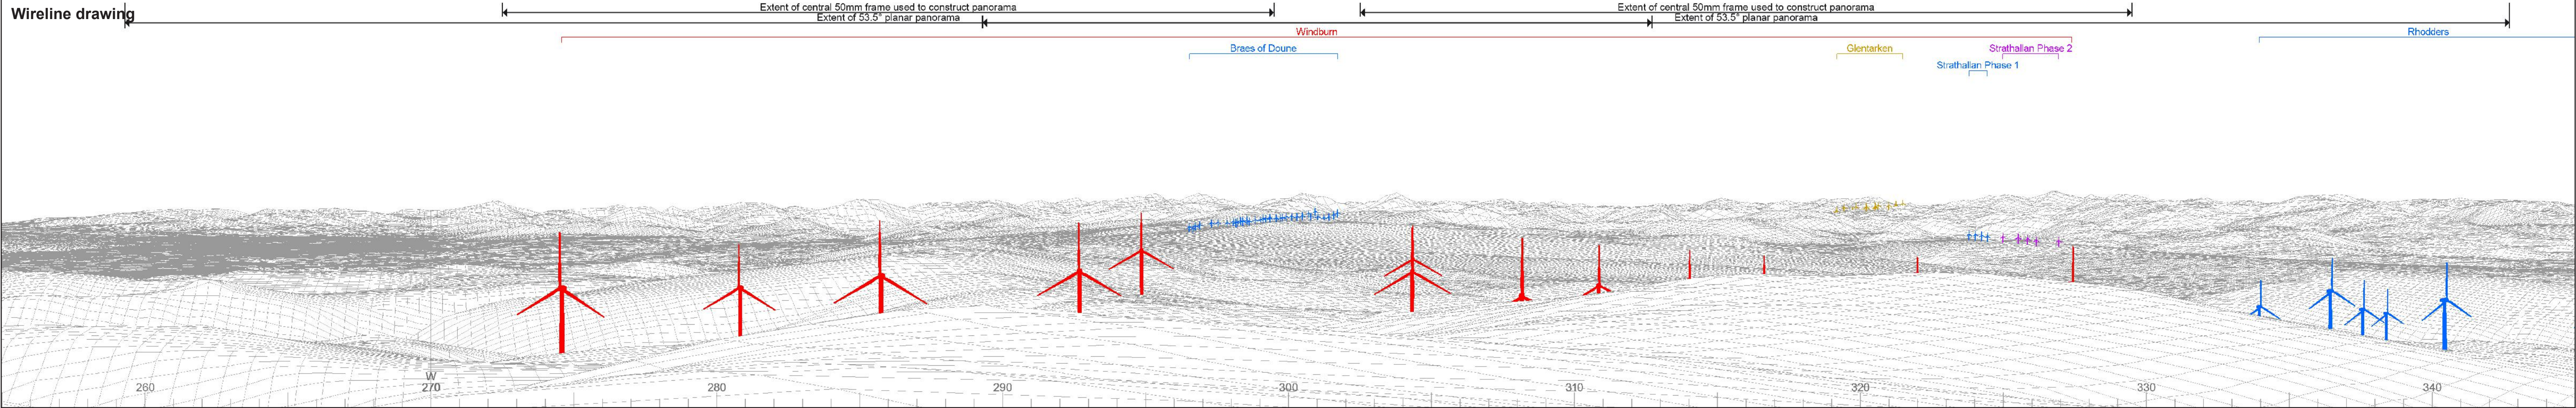 Wireline drawing
Extent of central 50mm frame used to construct panorama
Extent of central 50mm frame used to construct panorama
Extent of 53.5° planar panorama
Extent of 53.5° planar panorama
Windburn
Rhodders
Braes of Doune
Glentarken
Strathallan Phase 2
Strathallan Phase 1
W
260 270 280 290 300 310 320 330 340